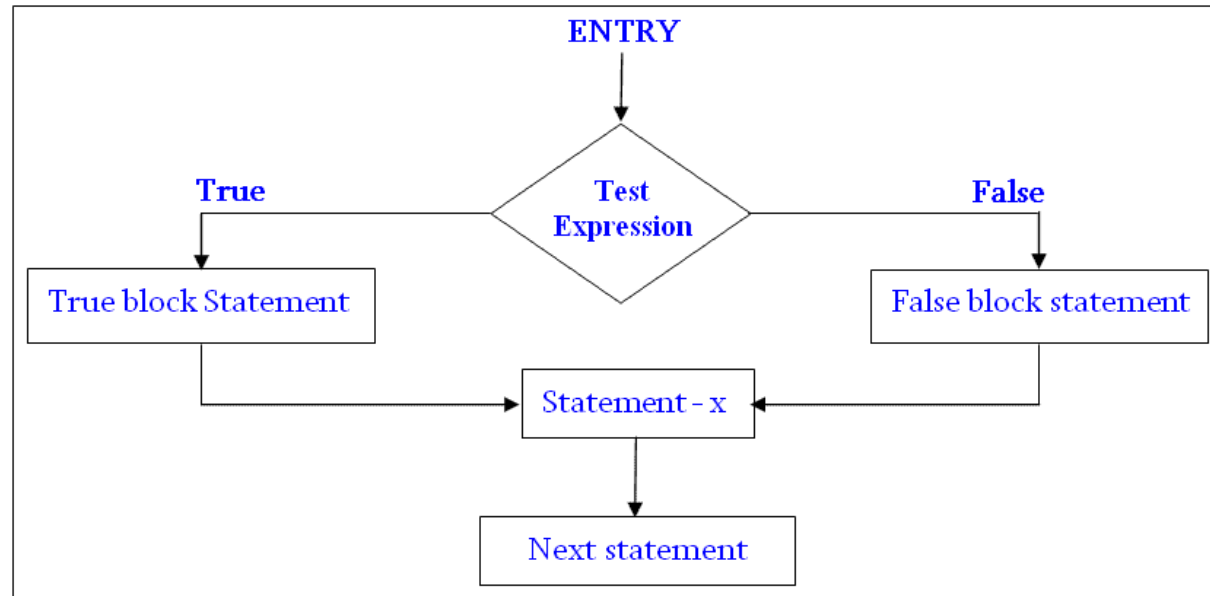 ENTRY
Test
Expression
True
False
True block Statement
False block statement
Statement - x
Next statement